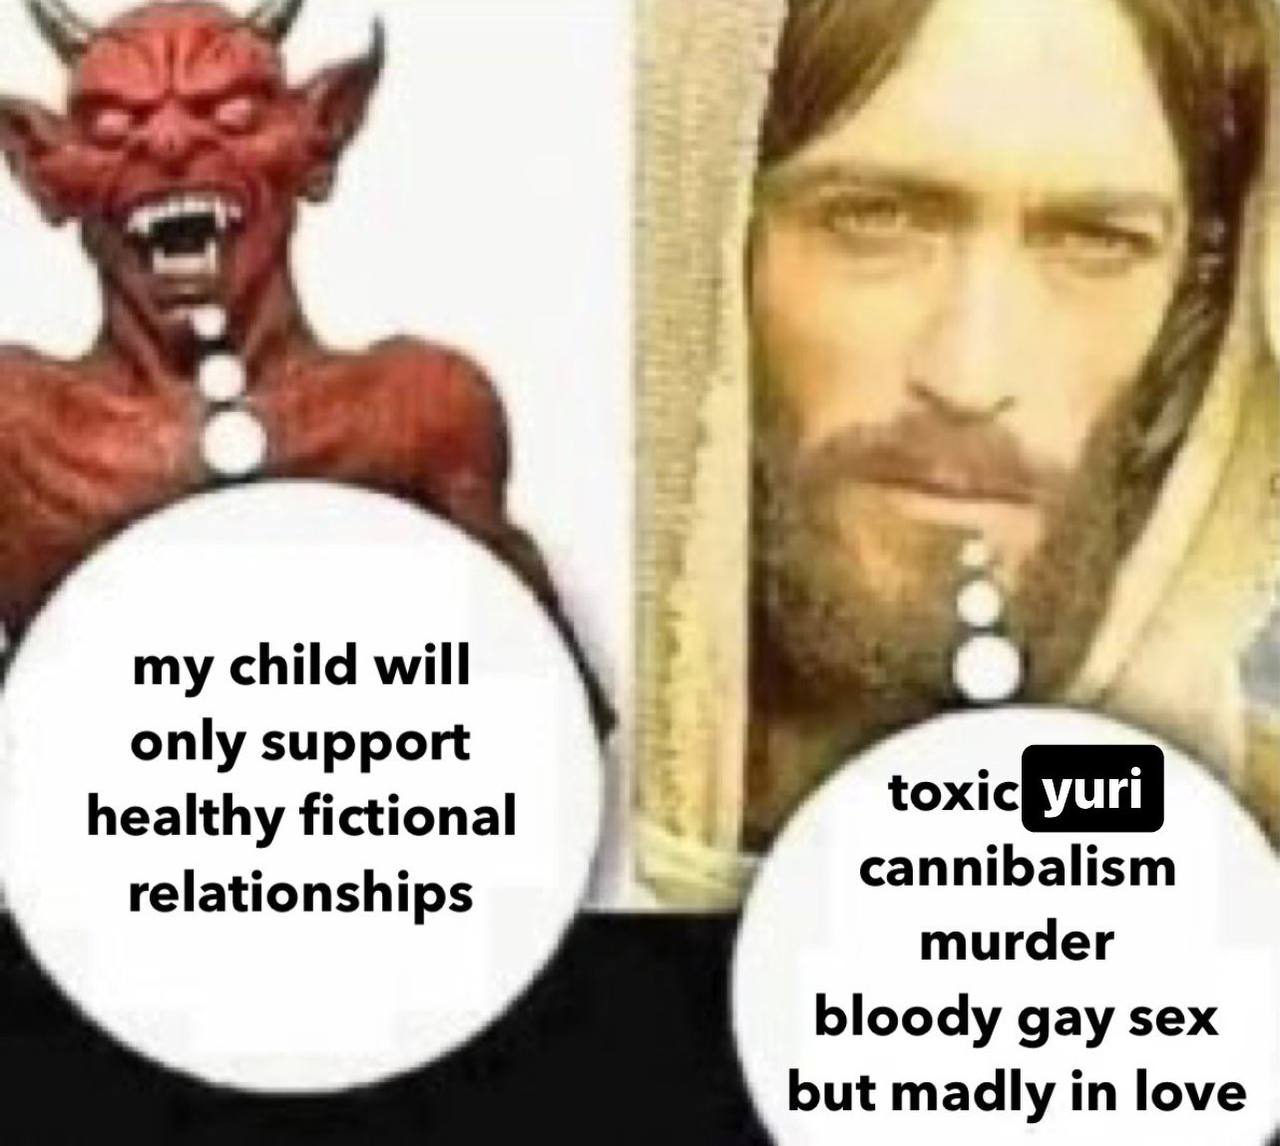 my child will
only support
healthy fictional
relationships
toxic yuri
cannibalism
murder
bloody gay sex
but madly in love